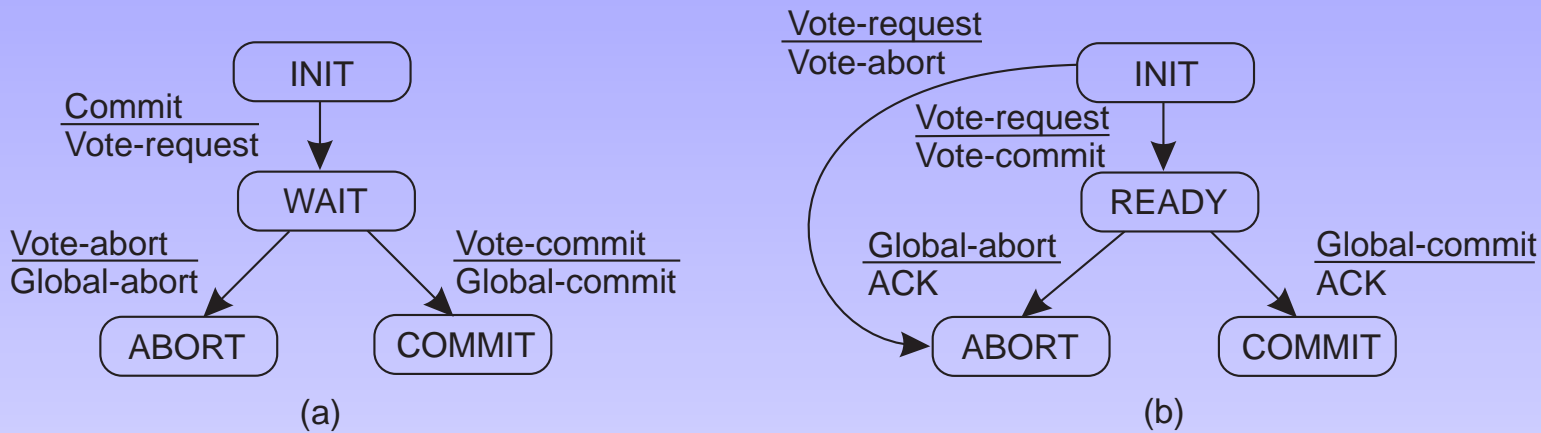 INIT
Commit
Vote-request
WAIT
Vote-abort
Global-abort
Vote-commit
Global-commit
ABORT
COMMIT
(a)
Vote-request
Vote-abort
INIT
Vote-request
Vote-commit
READY
Global-abort
ACK
Global-commit
ACK
ABORT
COMMIT
(b)